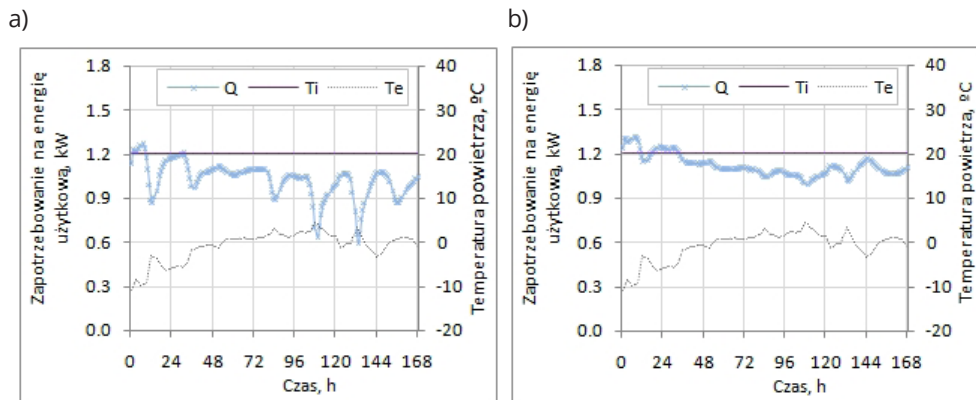 a)
Zapotrzebowanie na energię
użytkową, kW
1.8
1.5
1.2
0.9
0.6
0.3
0.0
Q
Ti
Te
40
30
20
10
0
-10
-20
Temperatura powietrza, ºC
0 24 48 72 96 120 144 168
Czas, h
b)
Zapotrzebowanie na energię
użytkową, kW
1.8
1.5
1.2
0.9
0.6
0.3
0.0
Q
Ti
Te
40
30
20
10
0
-10
-20
Temperatura powietrza, ºC
0 24 48 72 96 120 144 168
Czas, h